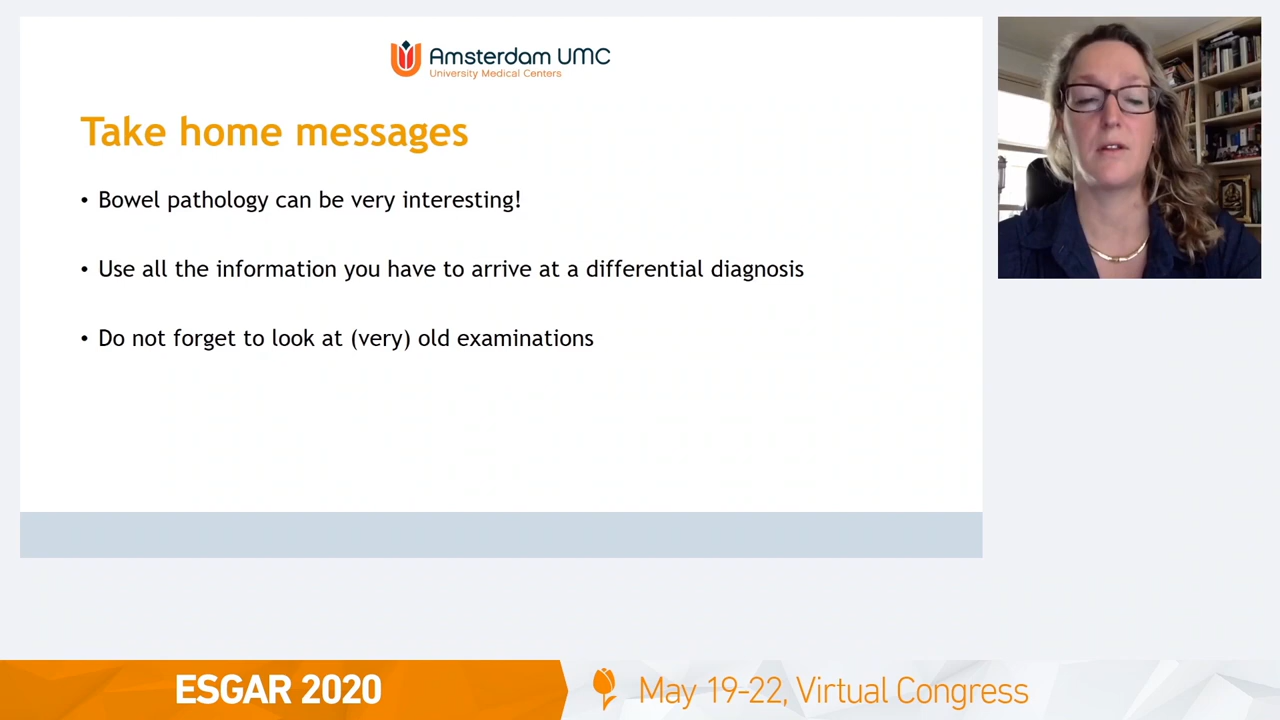 Amsterdam UMC
University Medical Centers
Take home messages
• Bowel pathology can be very interesting!
• Use all the information you have to arrive at a differential diagnosis
• Do not forget to look at (very) old examinations
ESGAR 2020
May 19-22, Virtual Congress